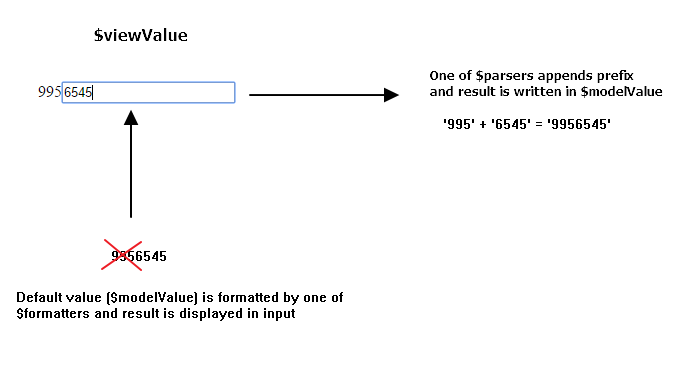 $viewValue
995 6545
One of $parsers appends prefix
and result is written in $modelValue
'995' + '6545' = '9956545'
9956545
Default value ($modelValue) is formatted by one of
$formatters and result is displayed in input